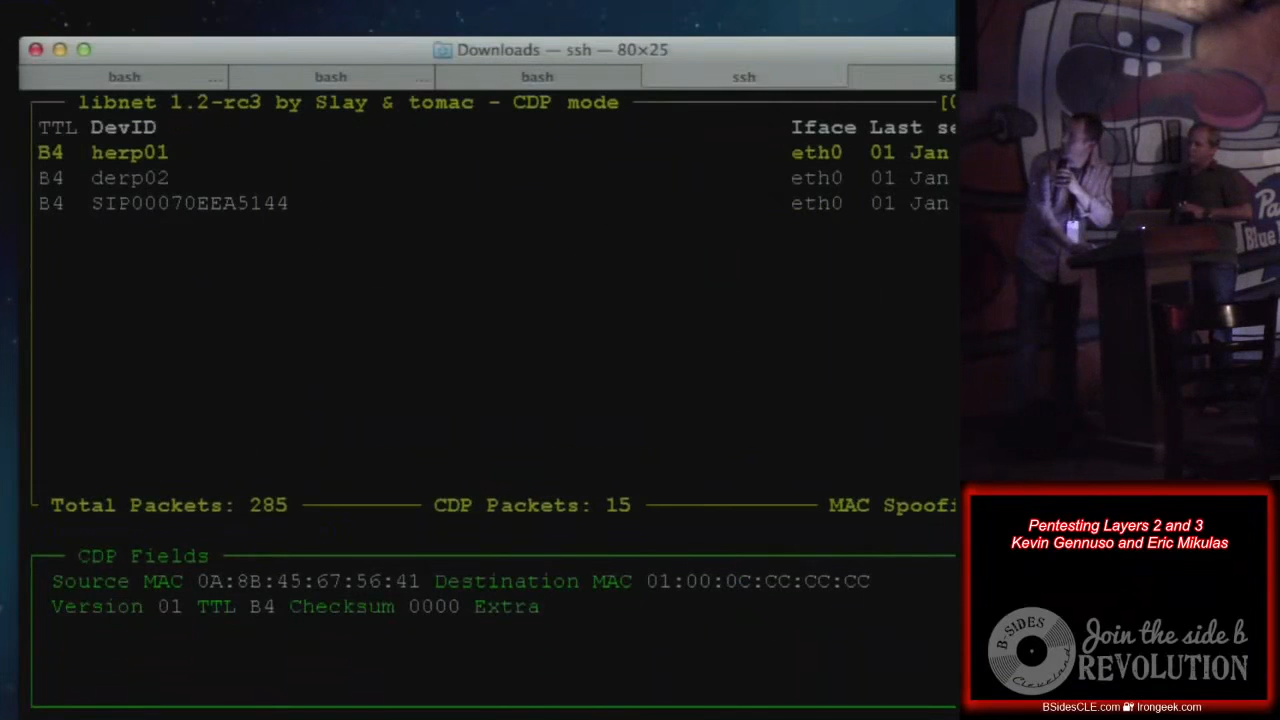 Downloads — ssh — 80×25
bash ... bash ... bash ssh ss
libnet 1.2-rc3 by Slay & tomac - CDP mode [
TTL DevID Iface Last se
B4 herp01 eth0 01 Jan
B4 derp02 eth0 01 Jan
B4 SIP00070EEA5144 eth0 01 Jan
Total Packets: 285 CDP Packets: 15 MAC Spoofi
CDP Fields
Source MAC 0A:8B:45:67:56:41 Destination MAC 01:00:0C:CC:CC:CC
Version 01 TTL B4 Checksum 0000 Extra
Blue
Pentesting Layers 2 and 3
Kevin Gennuso and Eric Mikulas
B-SIDES
Cleveland
Join the side b
REVOLUTION
BSidesCLE.com Irongeek.com